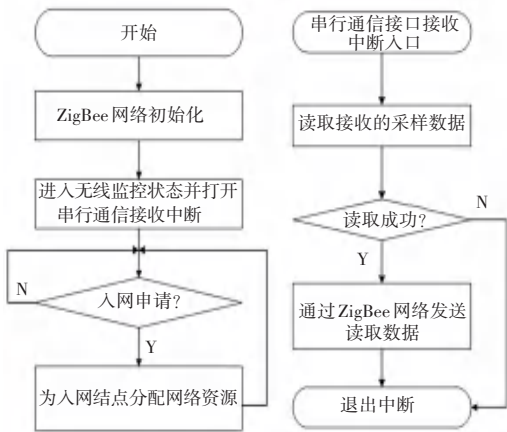 开始
ZigBee网络初始化
进入无线监控状态并打开
串行通信接收中断
N
入网申请?
Y
为入网结点分配网络资源
串行通信接口接收
中断入口
读取接收的采样数据
N
读取成功?
Y
通过ZigBee网络发送
读取数据
退出中断